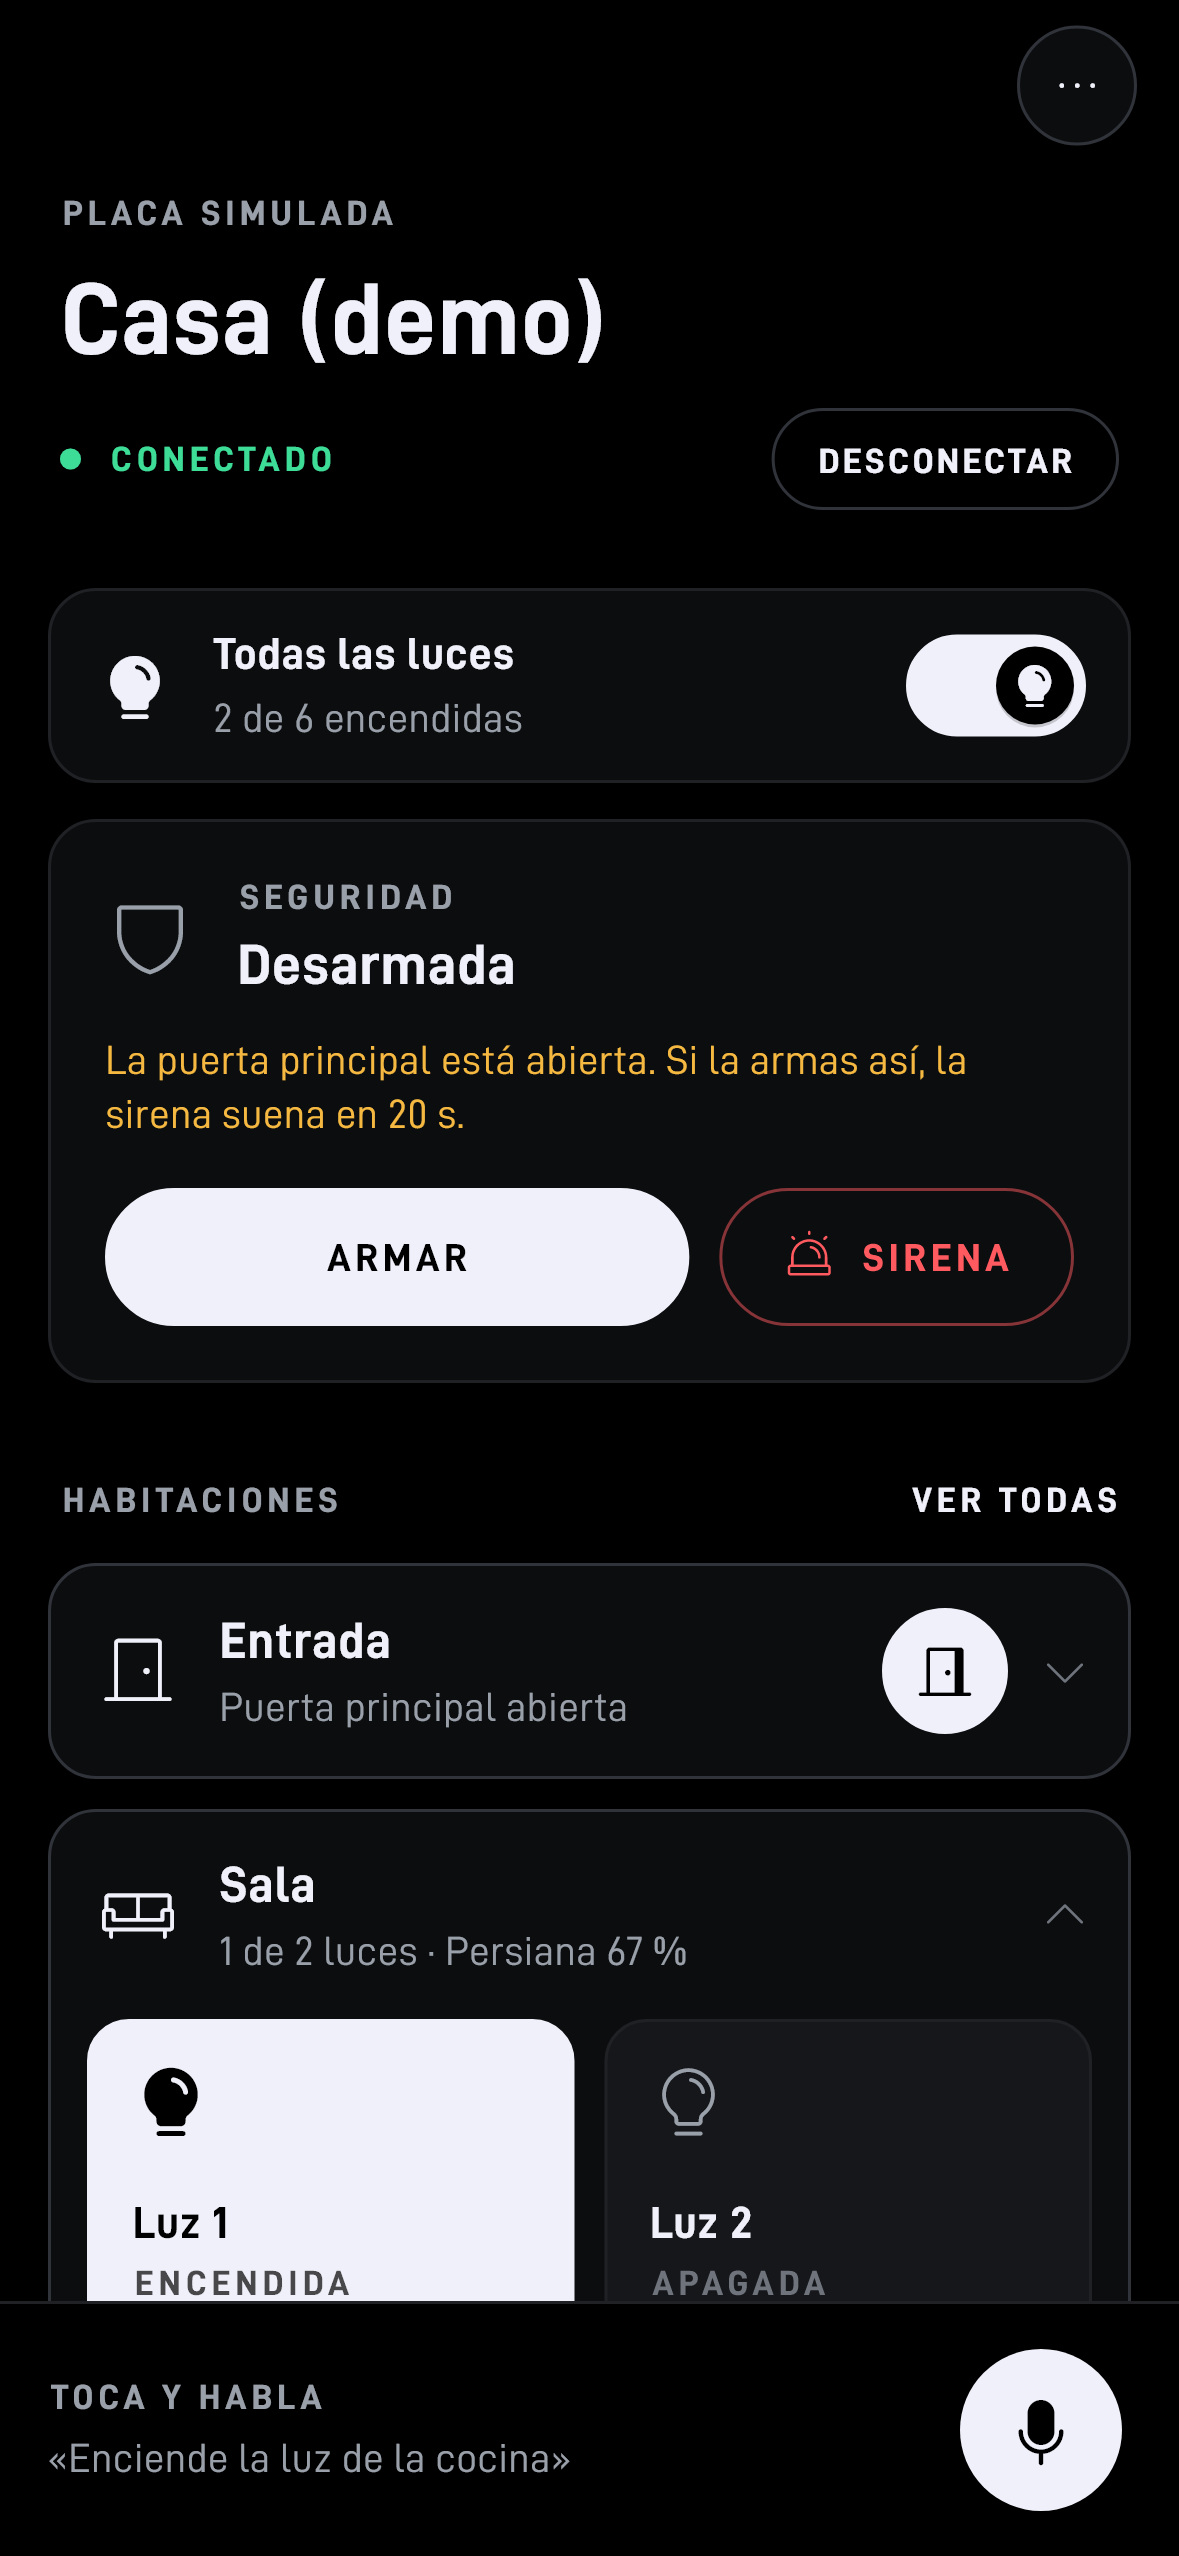 PLACA SIMULADA
Casa (demo)
CONECTADO
DESCONECTAR
Todas las luces
2 de 6 encendidas
SEGURIDAD
Desarmada
La puerta principal está abierta. Si la armas así, la
sirena suena en 20 s.
ARMAR
SIRENA
HABITACIONES
VER TODAS
Entrada
Puerta principal abierta
Sala
1 de 2 luces · Persiana 67 %
Luz 1
ENCENDIDA
Luz 2
APAGADA
TOCA Y HABLA
«Enciende la luz de la cocina»